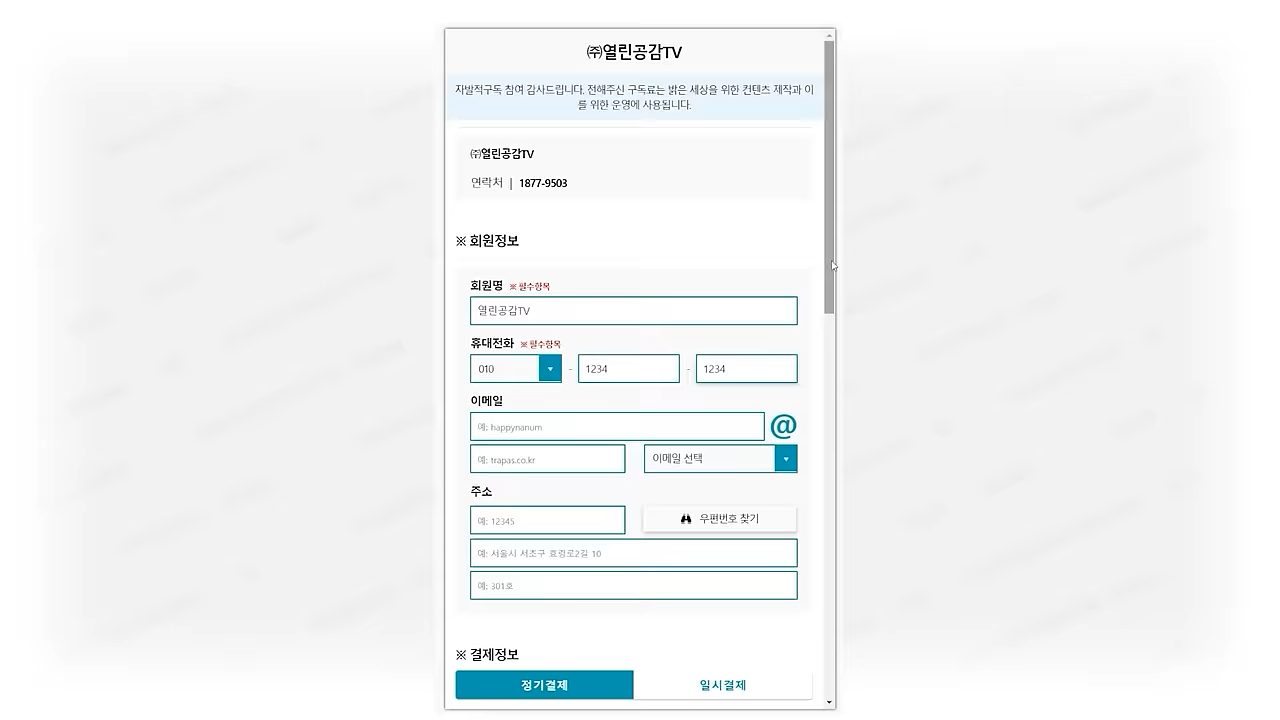 ㈜열린공감TV
자발적구독 참여 감사드립니다. 전해주신 구독료는 밝은 세상을 위한 컨텐츠 제작과 이
를 위한 운영에 사용됩니다.
㈜열린공감TV
연락처 | 1877-9503
※ 회원정보
회원명 ※ 필수항목
열린공감TV
휴대전화 ※ 필수항목
010 - 1234 - 1234
이메일
예: happynanum @
예: trapas.co.kr 이메일 선택
주소
예: 12345 우편번호 찾기
예: 서울시 서초구 효령로2길 10
예: 301호
※ 결제정보
정기결제 일시결제